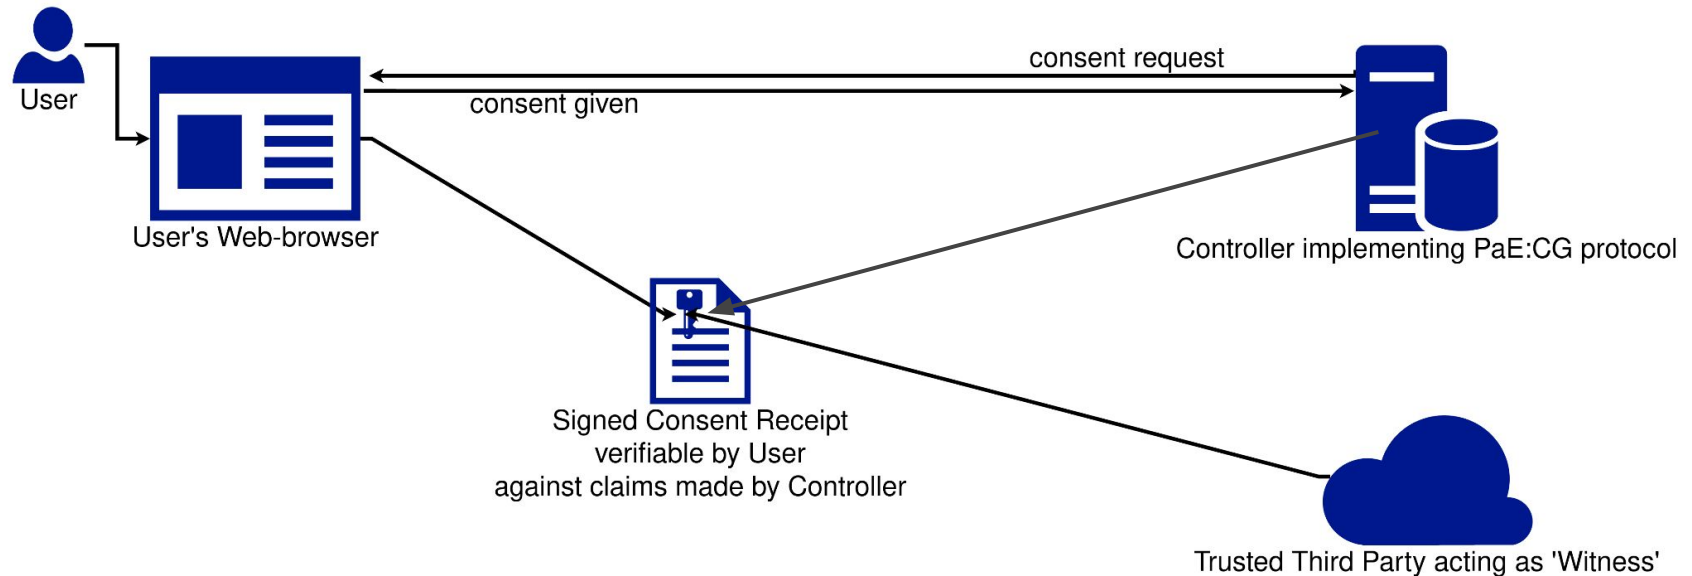 consent request
User
consent given
User's Web-browser
Controller implementing PaE:CG protocol
Signed Consent Receipt
verifiable by User
against claims made by Controller
Trusted Third Party acting as 'Witness'